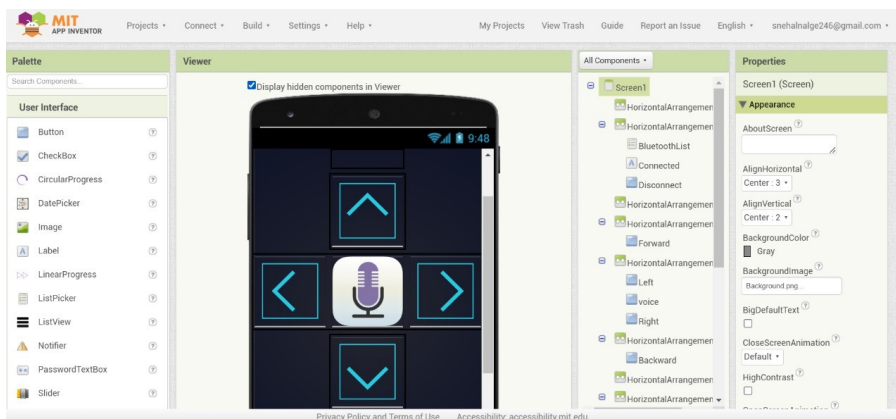 MIT
APP INVENTOR
Projects
Connect
Build
Settings
Help
My Projects
View Trash
Guide
Report an Issue
English
snehalnalge246@gmail.com
Palette
Search Components...
User Interface
Button
CheckBox
CircularProgress
DatePicker
Image
Label
LinearProgress
ListPicker
ListView
Notifier
PasswordTextBox
Slider
Viewer
Display hidden components in Viewer
9:48
All Components
Screen1
HorizontalArrangemen
HorizontalArrangemen
BluetoothList
A Connected
Disconnect
HorizontalArrangemen
HorizontalArrangemen
Forward
HorizontalArrangemen
Left
voice
Right
HorizontalArrangemen
Backward
HorizontalArrangemen
HorizontalArrangemen
Properties
Screen1 (Screen)
Appearance
AboutScreen
AlignHorizontal
Center : 3
AlignVertical
Center : 2
BackgroundColor
Gray
BackgroundImage
Background.png...
BigDefaultText
CloseScreenAnimation
Default
HighContrast
OpenScreenAnimation
Privacy Policy and Terms of Use
Accessibility: accessibility.mit.edu